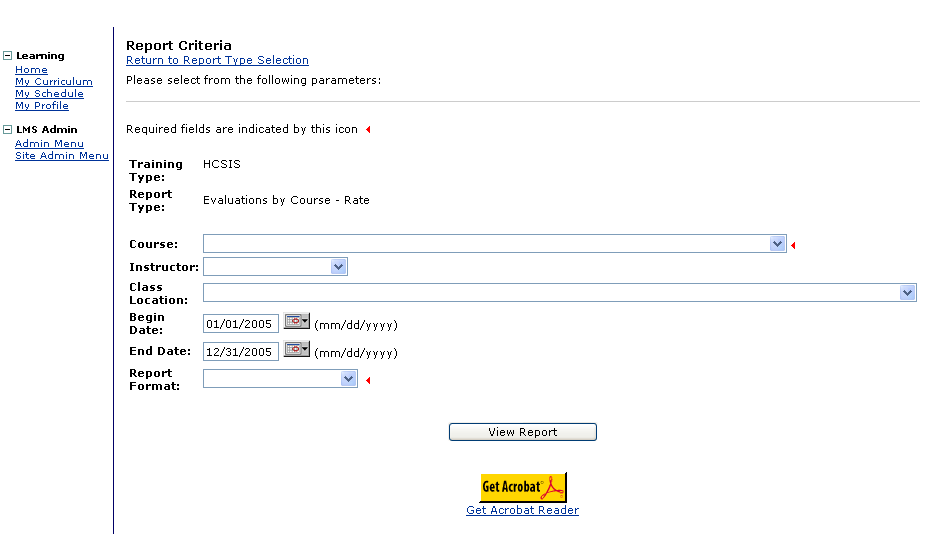 Learning
Home
My Curriculum
My Schedule
My Profile
LMS Admin
Admin Menu
Site Admin Menu
Report Criteria
Return to Report Type Selection
Please select from the following parameters:
Required fields are indicated by this icon
Training
Type:
HCSIS
Report
Type:
Evaluations by Course - Rate
Course:
Instructor:
Class
Location:
Begin
Date:
01/01/2005
(mm/dd/yyyy)
End Date:
12/31/2005
(mm/dd/yyyy)
Report
Format:
View Report
Get Acrobat
Get Acrobat Reader